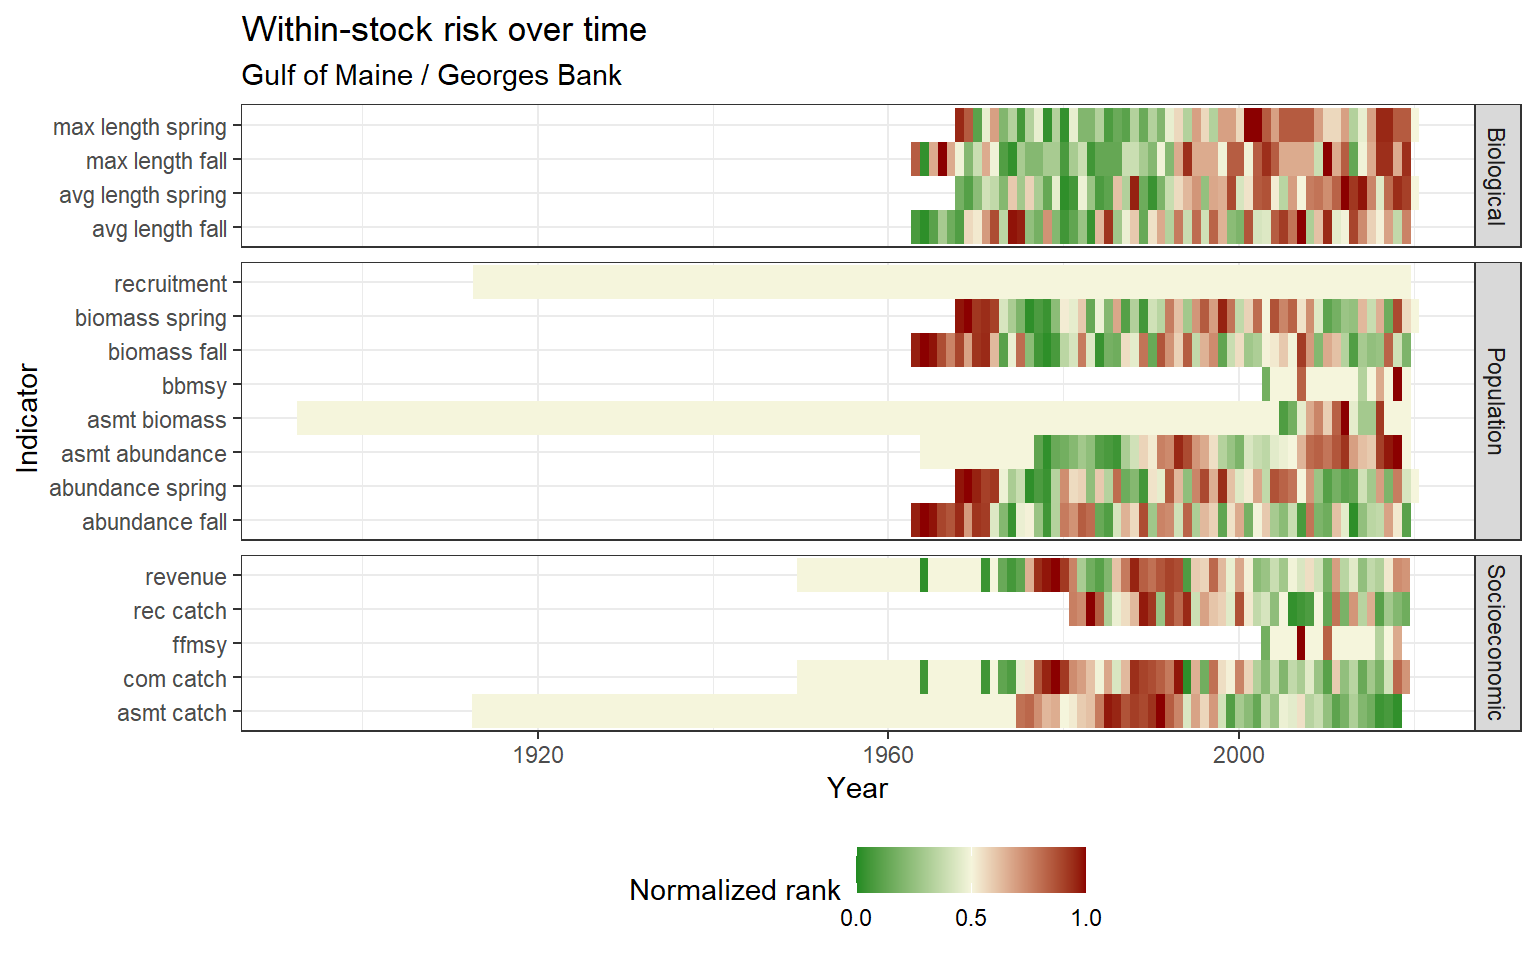 Within-stock risk over time
Gulf of Maine / Georges Bank
max length spring
max length fall
avg length spring
avg length fall
Biological
recruitment
biomass spring
biomass fall
bbmsy
asmt biomass
asmt abundance
abundance spring
abundance fall
Population
revenue
rec catch
ffmsy
com catch
asmt catch
Socioeconomic
Indicator
1920 1960 2000
Year
Normalized rank
0.0 0.5 1.0